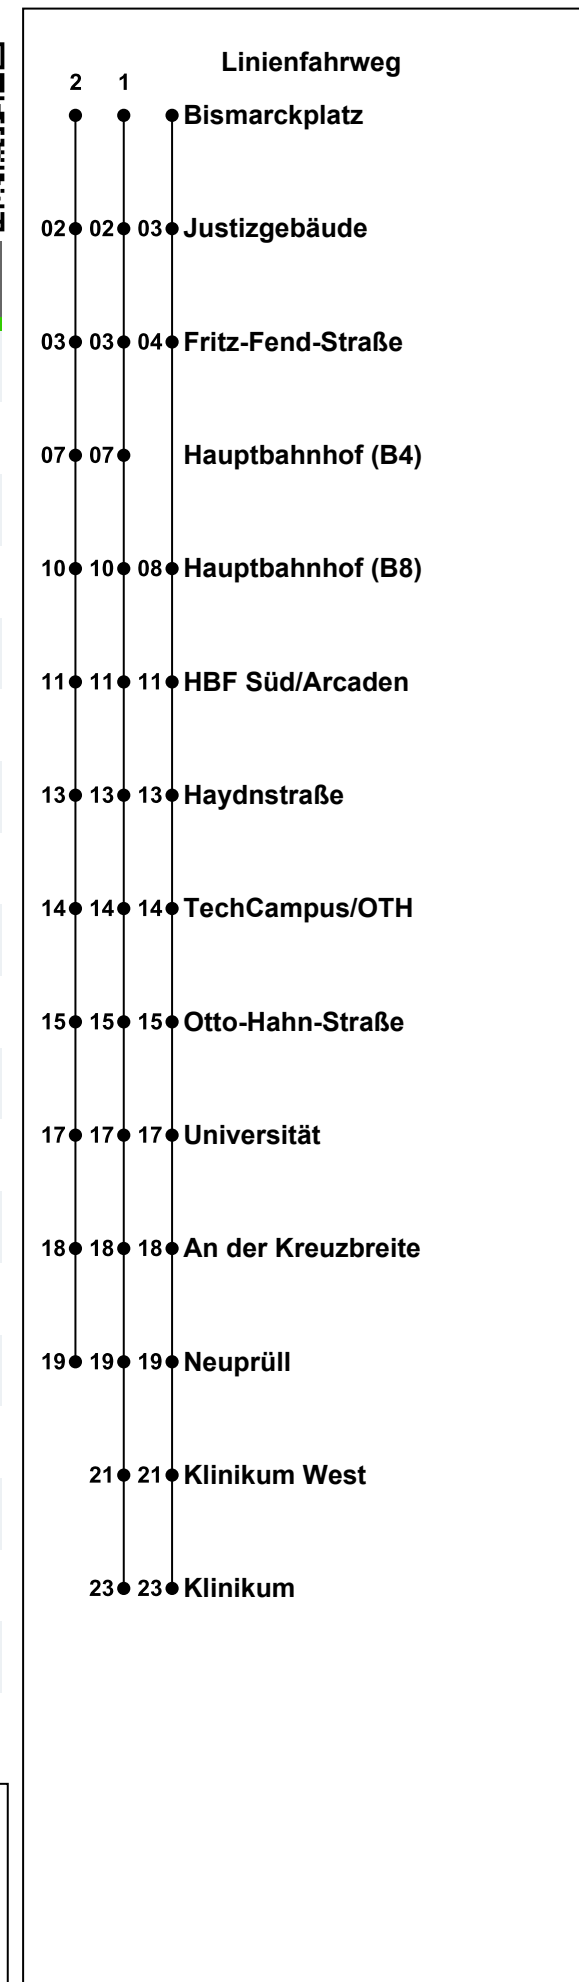 Linienfahrweg
2 1
Bismarckplatz
02 02 03 Justizgebäude
03 03 04 Fritz-Fend-Straße
07 07 Hauptbahnhof (B4)
10 10 08 Hauptbahnhof (B8)
11 11 11 HBF Süd/Arcaden
13 13 13 Haydnstraße
14 14 14 TechCampus/OTH
15 15 15 Otto-Hahn-Straße
17 17 17 Universität
18 18 18 An der Kreuzbreite
19 19 19 Neuprüll
21 21 Klinikum West
23 23 Klinikum